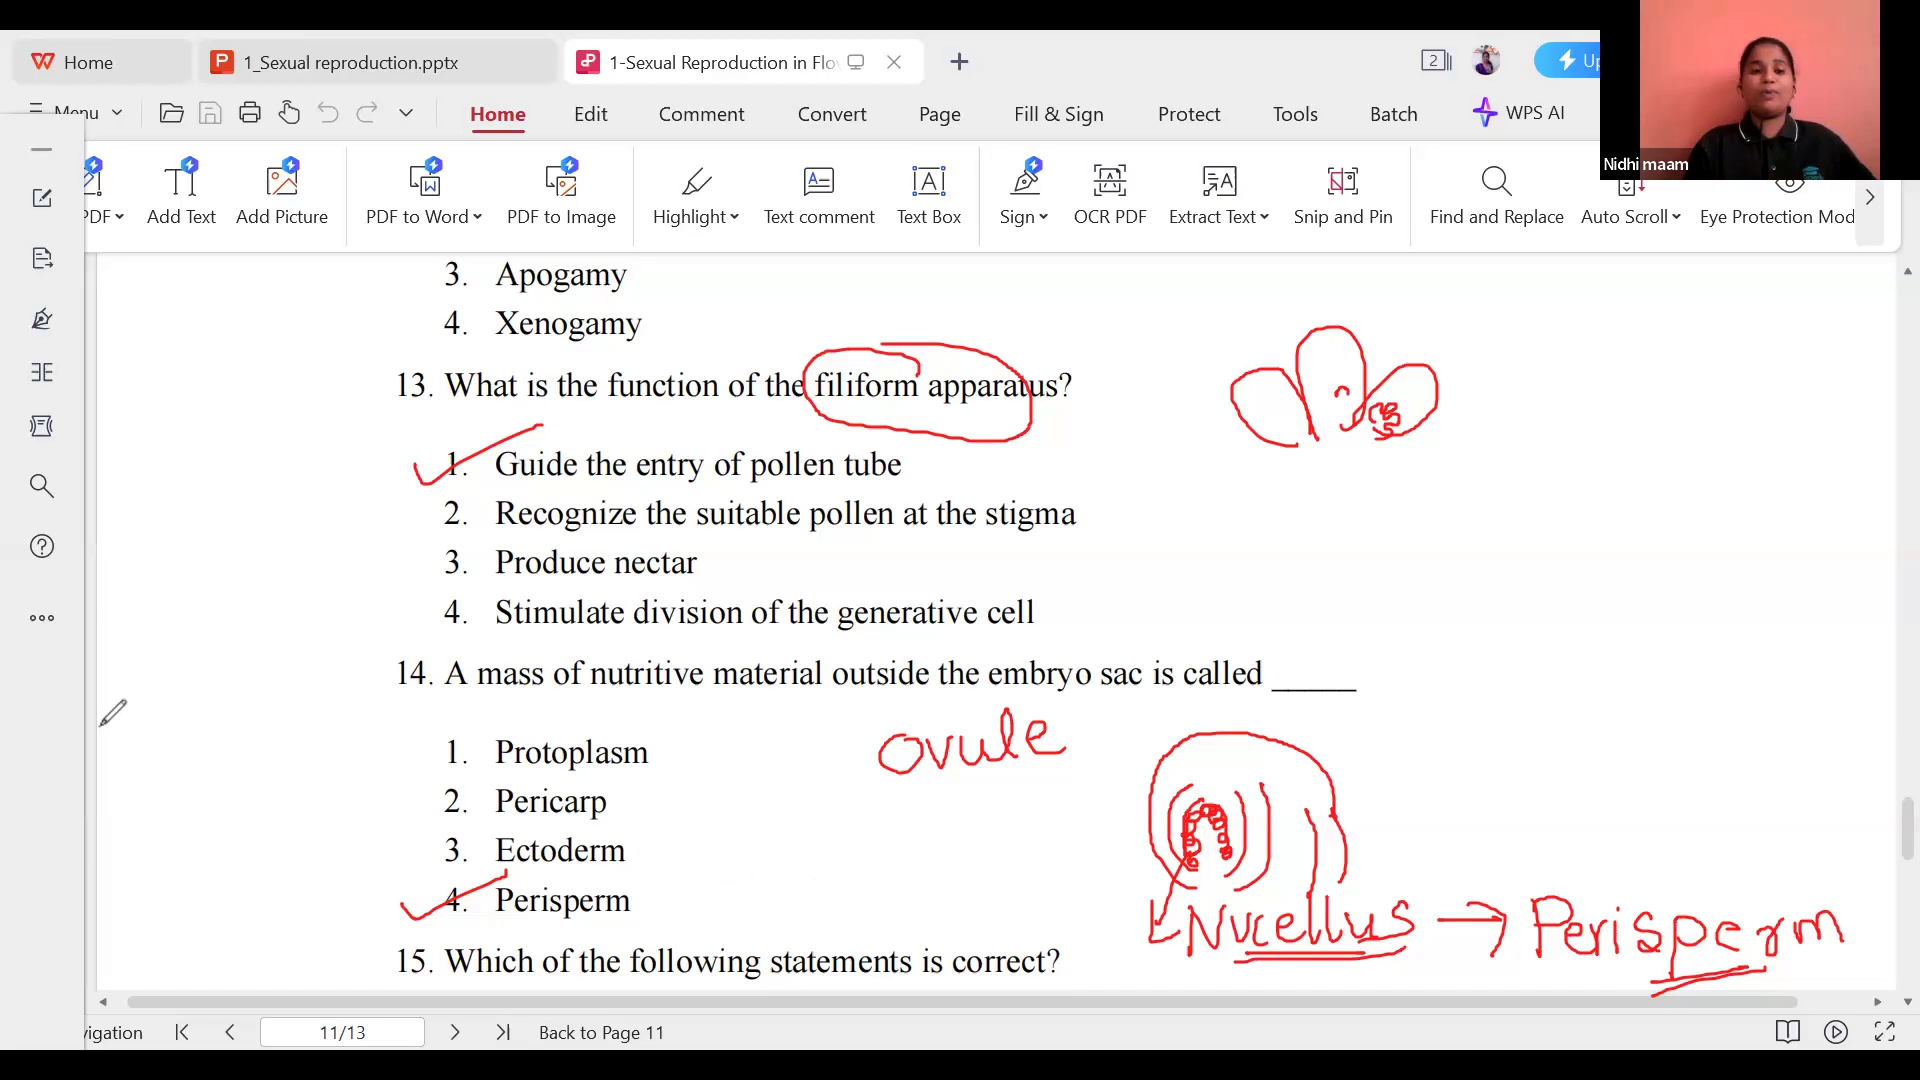 Home
1_Sexual reproduction.pptx
1-Sexual Reproduction in Flo
2
Up
Menu
Home
Edit
Comment
Convert
Page
Fill & Sign
Protect
Tools
Batch
WPS AI
Nidhi maam
PDF
Add Text
Add Picture
PDF to Word
PDF to Image
Highlight
Text comment
Text Box
Sign
OCR PDF
Extract Text
Snip and Pin
Find and Replace
Auto Scroll
Eye Protection Mod
3. Apogamy
4. Xenogamy
13. What is the function of the filiform apparatus?
1. Guide the entry of pollen tube
2. Recognize the suitable pollen at the stigma
3. Produce nectar
4. Stimulate division of the generative cell
14. A mass of nutritive material outside the embryo sac is called _____
ovule
1. Protoplasm
2. Pericarp
3. Ectoderm
4. Perisperm
Nucellus → Perisperm
15. Which of the following statements is correct?
vigation
11/13
Back to Page 11